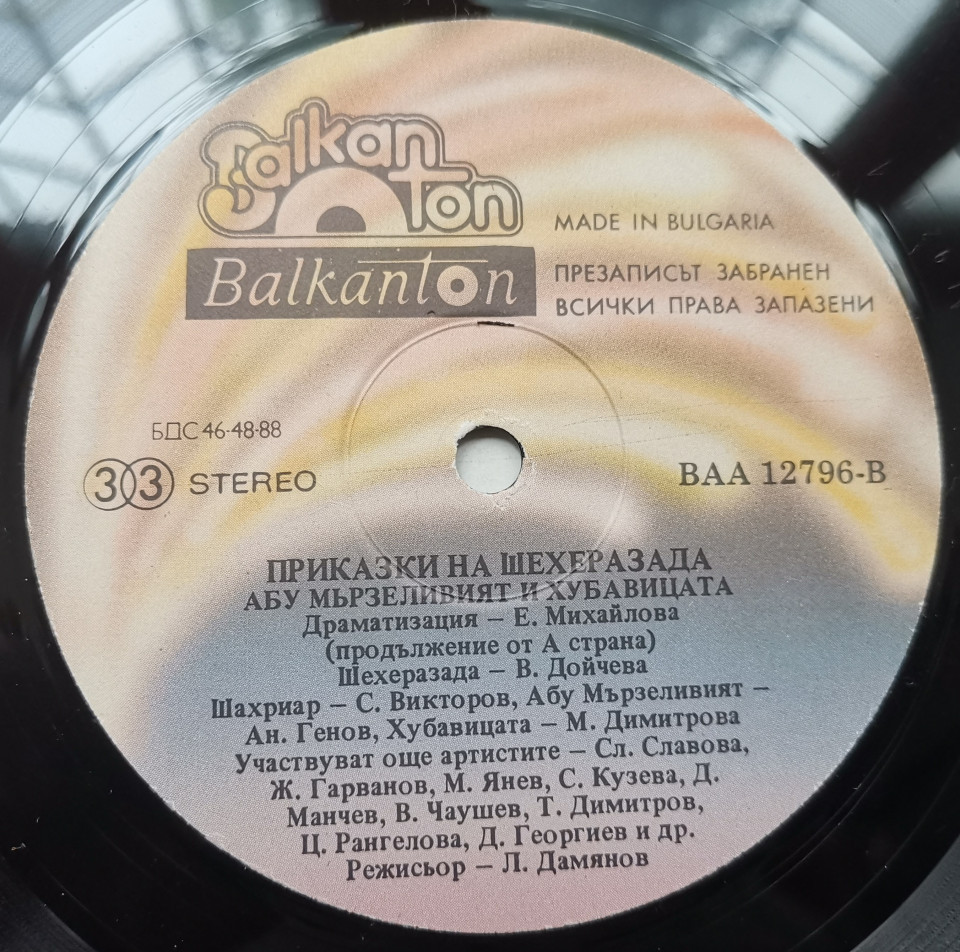 Balkan
ton
Balkanton
MADE IN BULGARIA
ПРЕЗАПИСЪТ ЗАБРАНЕН
ВСИЧКИ ПРАВА ЗАПАЗЕНИ
БДС 46-48-88
33 STEREO
ВАА 12796-В
ПРИКАЗКИ НА ШЕХЕРАЗАДА
АБУ МЪРЗЕЛИВИЯТ И ХУБАВИЦАТА
Драматизация – Е. Михайлова
(продължение от А страна)
Шехеразада – В. Дойчева
Шахриар – С. Викторов, Абу Мързеливият –
Ан. Генов, Хубавицата – М. Димитрова
Участвуват още артистите – Сл. Славова,
Ж. Гарванов, М. Янев, С. Кузева, Д.
Манчев, В. Чаушев, Т. Димитров,
Ц. Рангелова, Д. Георгиев и др.
Режисьор – Л. Дамянов